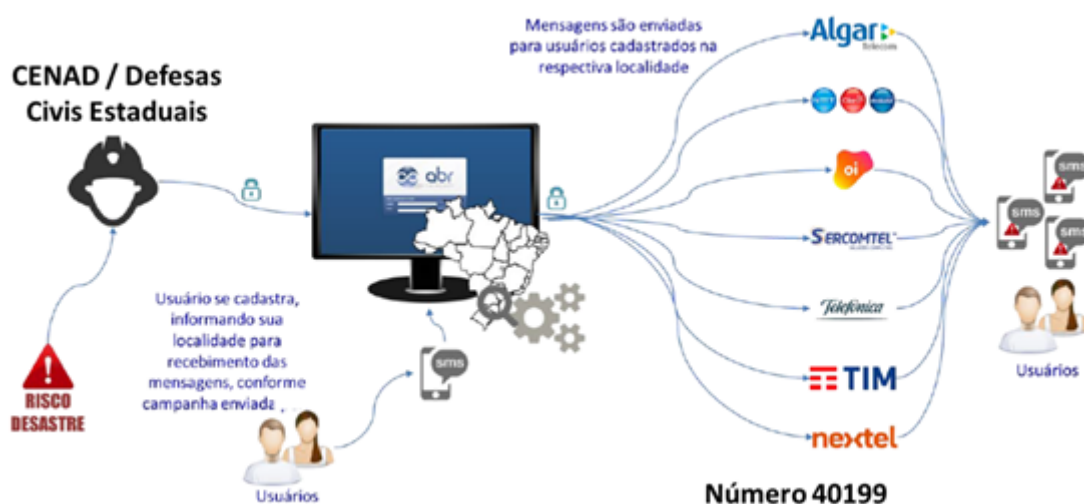 CENAD / Defesas
Civis Estaduais
RISCO
DESASTRE
Usuário se cadastra,
informando sua
localidade para
recebimento das
mensagens, conforme
campanha enviada
Usuários
sms
abr
Mensagens são enviadas
para usuários cadastrados na
respectiva localidade
Algar
Telecom
Claro
oi
SERCOMTEL
Telefónica
TIM
nextel
Número 40199
sms
sms
sms
Usuários